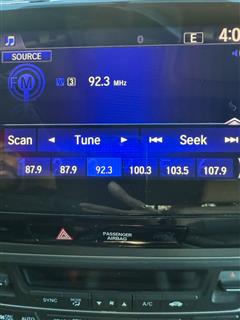 E 4:0
SOURCE
FM
3 92.3 MHz
Scan Tune Seek
87.9 87.9 92.3 100.3 103.5 107.9
PASSENGER
AIRBAG
SYNC MODE A/C